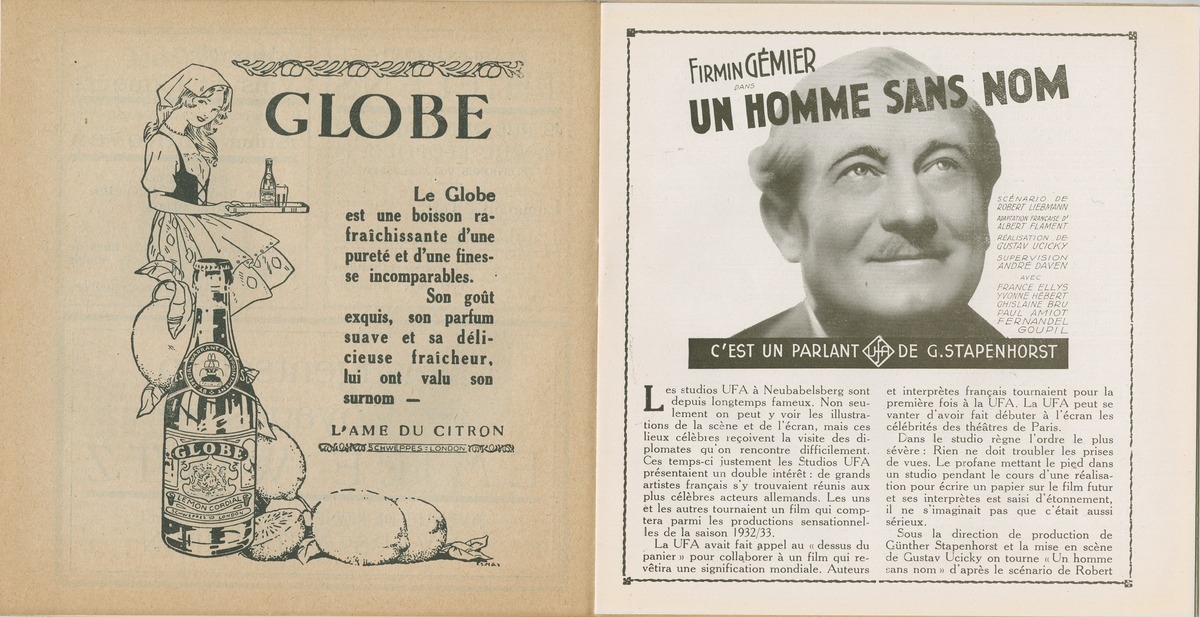 GLOBE
Le Globe
est une boisson ra-
fraîchissante d'une
pureté et d'une fines-
se incomparables.
Son goût
exquis, son parfum
suave et sa déli-
cieuse fraîcheur,
lui ont valu son
surnom —
L'AME DU CITRON
SCHWEPPES=LONDON
GLOBE
LEMON CORDIAL
SCHWEPPES LONDON
FIRMIN GÉMIER
DANS
UN HOMME SANS NOM
SCÉNARIO DE
ROBERT LIEBMANN
ADAPTATION FRANÇAISE D'
ALBERT FLAMENT
RÉALISATION DE
GUSTAV UCICKY
SUPERVISION
ANDRÉ DAVEN
AVEC
FRANCE ELLYS
YVONNE HÉBERT
GHISLAINE BRU
PAUL AMIOT
FERNANDEL
GOUPIL
C'EST UN PARLANT UFA DE G. STAPENHORST
Les studios UFA à Neubabelsberg sont
depuis longtemps fameux. Non seu-
lement on peut y voir les illustra-
tions de la scène et de l'écran, mais ces
lieux célèbres reçoivent la visite des di-
plomates qu'on rencontre difficilement.
Ces temps-ci justement les Studios UFA
présentaient un double intérêt : de grands
artistes français s'y trouvaient réunis aux
plus célèbres acteurs allemands. Les uns
et les autres tournaient un film qui comp-
tera parmi les productions sensationnel-
les de la saison 1932/33.
La UFA avait fait appel au « dessus du
panier » pour collaborer à un film qui re-
vêtira une signification mondiale. Auteurs
et interprètes français tournaient pour la
première fois à la UFA. La UFA peut se
vanter d'avoir fait débuter à l'écran les
célébrités des théâtres de Paris.
Dans le studio règne l'ordre le plus
sévère : Rien ne doit troubler les prises
de vues. Le profane mettant le pied dans
un studio pendant le cours d'une réalisa-
tion pour écrire un papier sur le film futur
et ses interprètes est saisi d'étonnement,
il ne s'imaginait pas que c'était aussi
sérieux.
Sous la direction de production de
Günther Stapenhorst et la mise en scène
de Gustav Ucicky on tourne « Un homme
sans nom » d'après le scénario de Robert